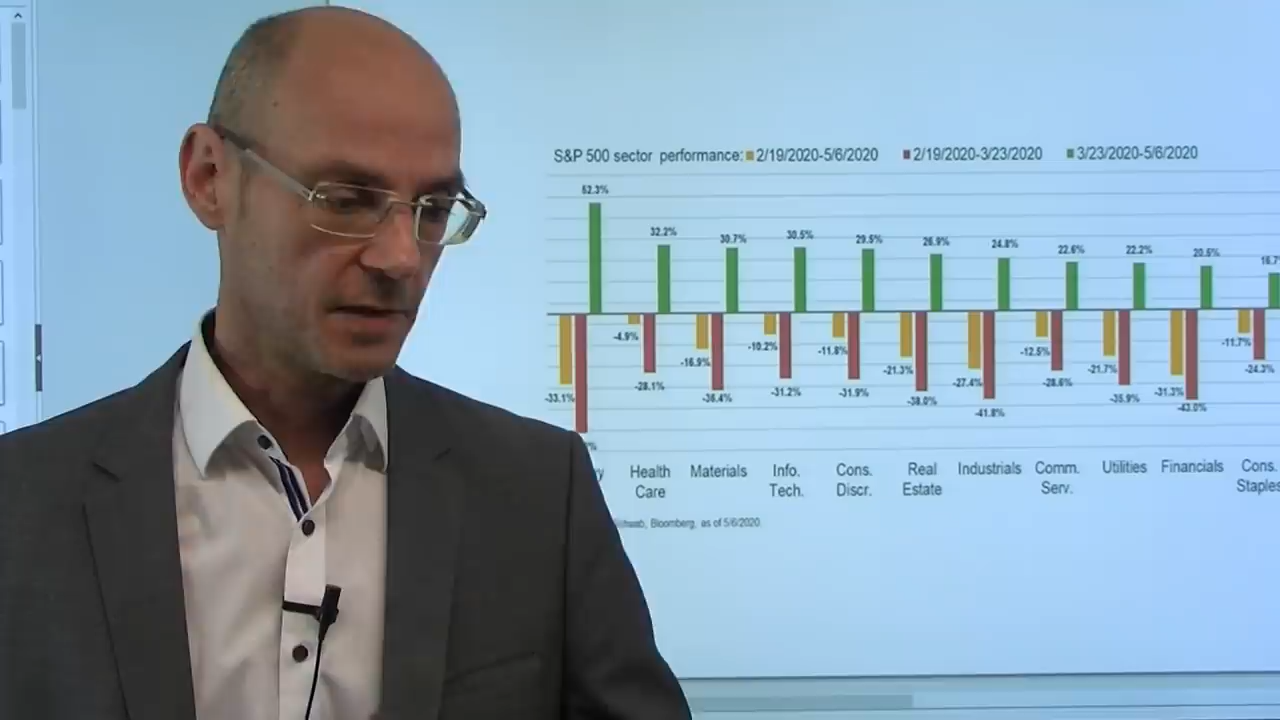 S&P 500 sector performance: 2/19/2020-5/6/2020 2/19/2020-3/23/2020 3/23/2020-5/6/2020
52.3%
32.2%
30.7%
30.5%
29.5%
26.9%
24.8%
22.6%
22.2%
20.5%
16.7
-33.1%
-4.9%
-28.1%
-16.9%
-36.4%
-10.2%
-31.2%
-11.8%
-31.9%
-21.3%
-38.0%
-27.4%
-41.8%
-12.5%
-28.6%
-21.7%
-35.9%
-31.3%
-43.0%
-11.7%
-24.3%
%
y
Health
Care
Materials
Info.
Tech.
Cons.
Discr.
Real
Estate
Industrials
Comm.
Serv.
Utilities
Financials
Cons.
Staples
Bloomberg, as of 5/6/2020.